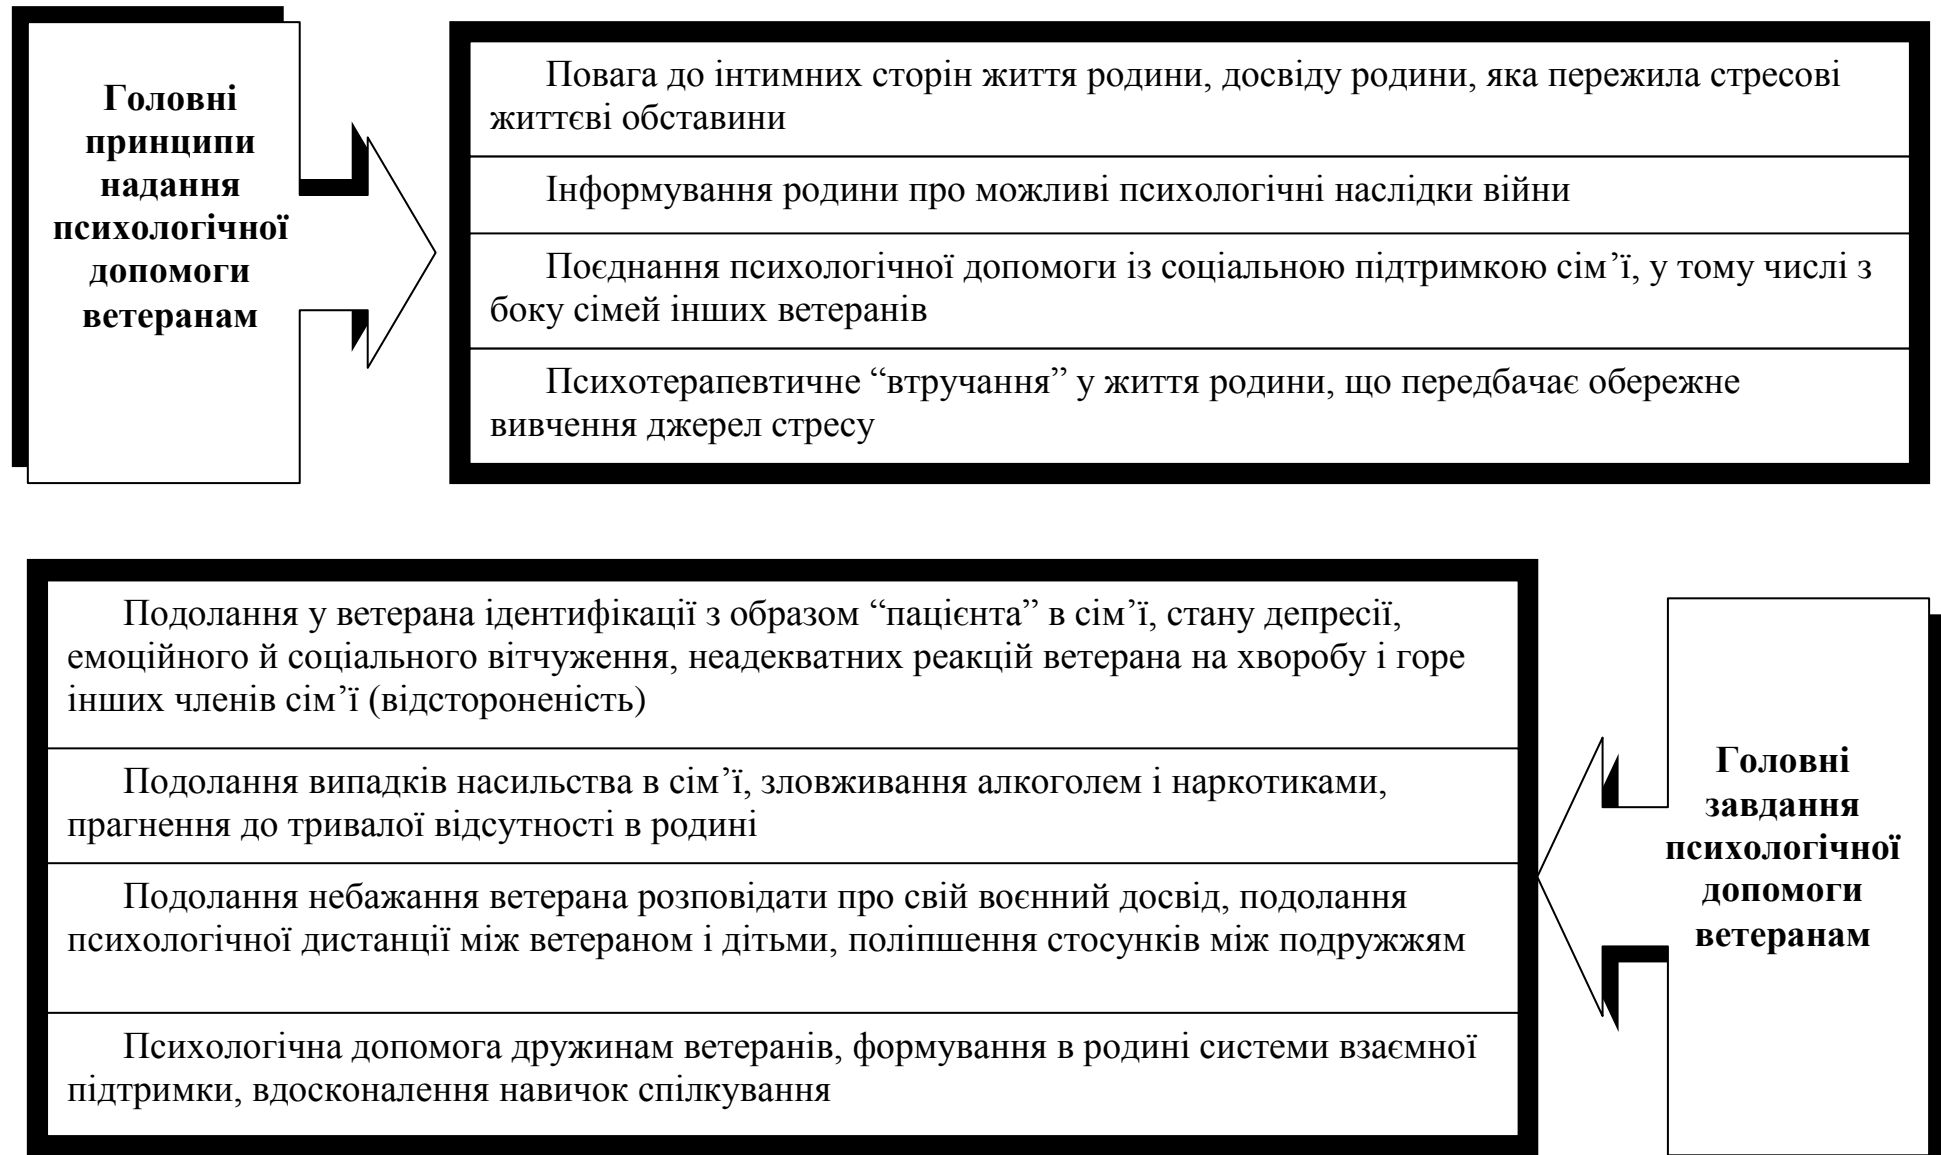 Головні
принципи
надання
психологічної
допомоги
ветеранам
Повага до інтимних сторін життя родини, досвіду родини, яка пережила стресові
життєві обставини
Інформування родини про можливі психологічні наслідки війни
Поєднання психологічної допомоги із соціальною підтримкою сім’ї, у тому числі з
боку сімей інших ветеранів
Психотерапевтичне “втручання” у життя родини, що передбачає обережне
вивчення джерел стресу
Подолання у ветерана ідентифікації з образом “пацієнта” в сім’ї, стану депресії,
емоційного й соціального вітчуження, неадекватних реакцій ветерана на хворобу і горе
інших членів сім’ї (відстороненість)
Подолання випадків насильства в сім’ї, зловживання алкоголем і наркотиками,
прагнення до тривалої відсутності в родині
Подолання небажання ветерана розповідати про свій воєнний досвід, подолання
психологічної дистанції між ветераном і дітьми, поліпшення стосунків між подружжям
Психологічна допомога дружинам ветеранів, формування в родині системи взаємної
підтримки, вдосконалення навичок спілкування
Головні
завдання
психологічної
допомоги
ветеранам